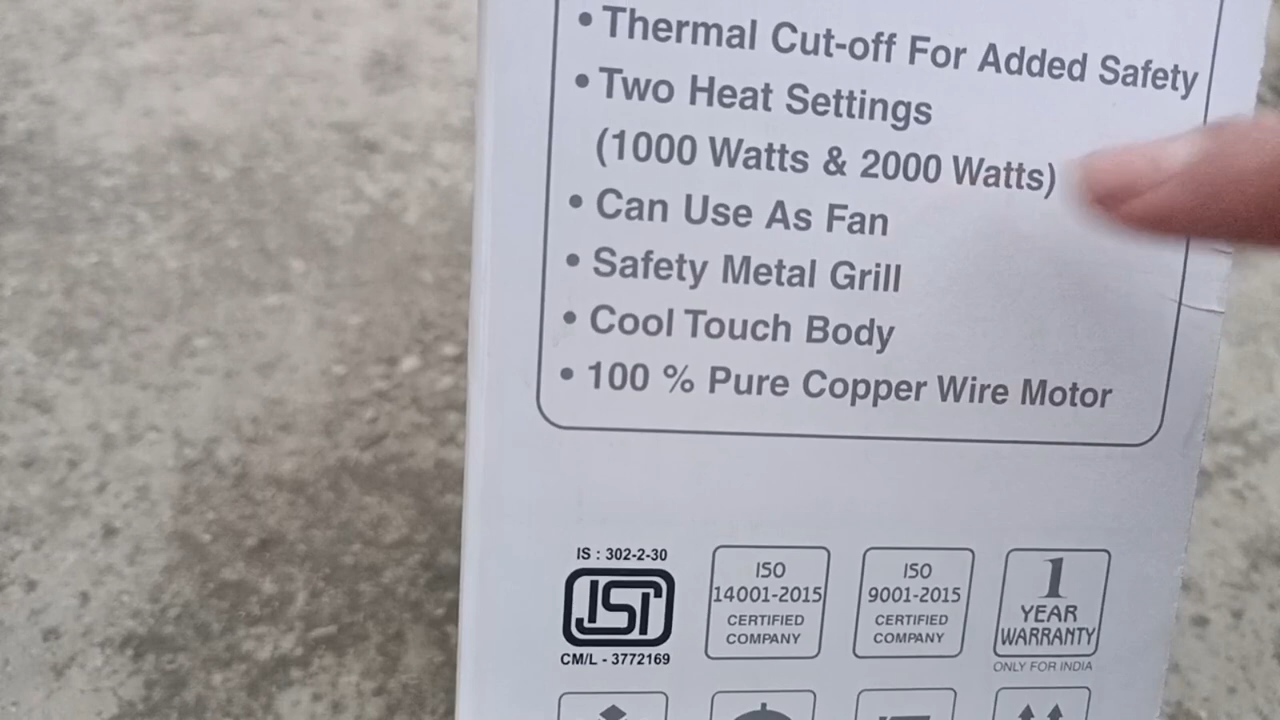 • Thermal Cut-off For Added Safety
• Two Heat Settings
(1000 Watts & 2000 Watts)
• Can Use As Fan
• Safety Metal Grill
• Cool Touch Body
• 100 % Pure Copper Wire Motor
IS : 302-2-30
ISI
CM/L - 3772169
ISO
14001-2015
CERTIFIED
COMPANY
ISO
9001-2015
CERTIFIED
COMPANY
1
YEAR
WARRANTY
ONLY FOR INDIA